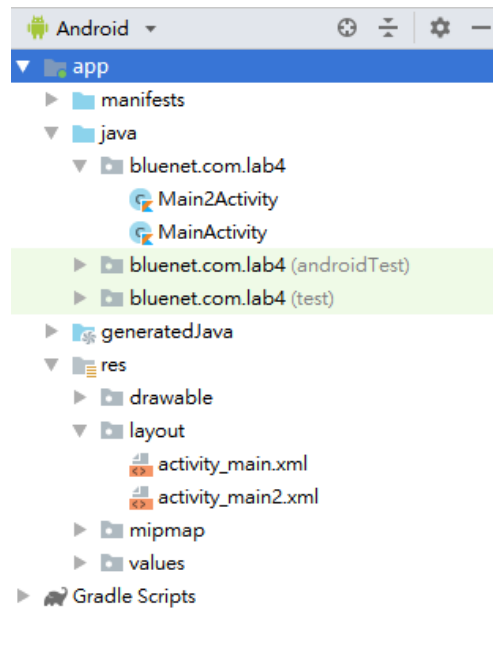 Android
app
manifests
java
bluenet.com.lab4
Main2Activity
MainActivity
bluenet.com.lab4 (androidTest)
bluenet.com.lab4 (test)
generatedJava
res
drawable
layout
activity_main.xml
activity_main2.xml
mipmap
values
Gradle Scripts